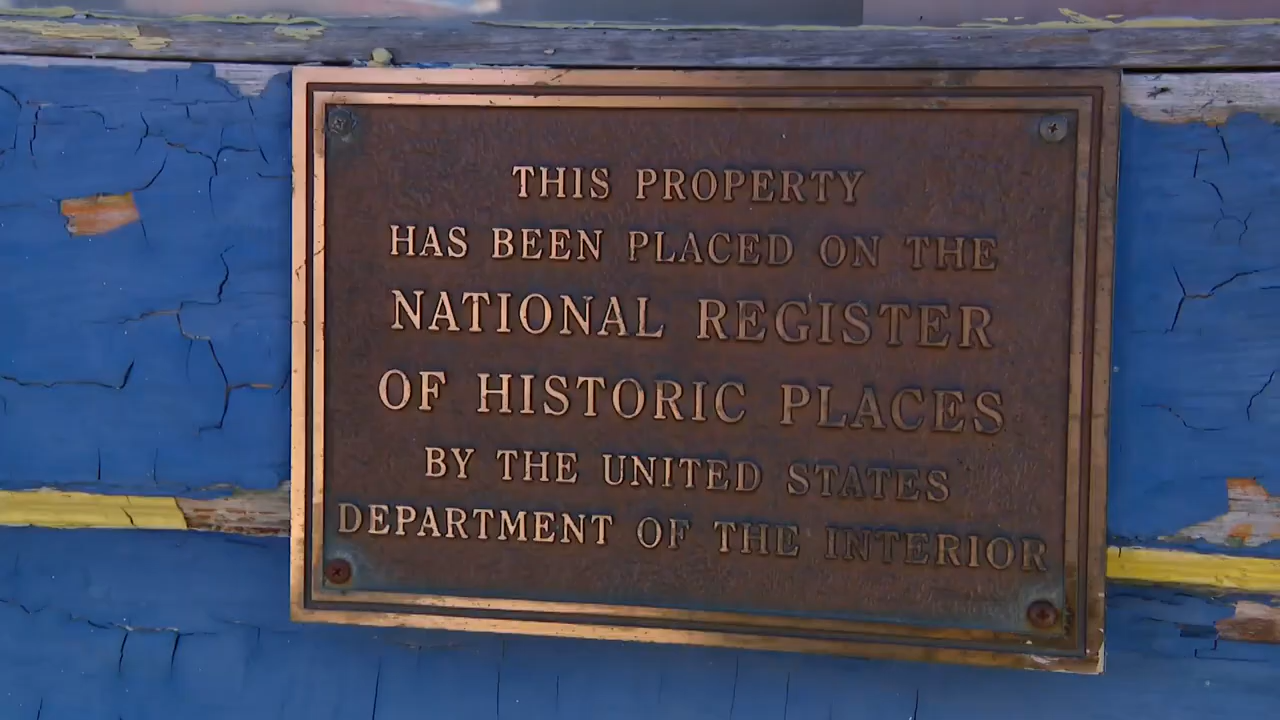 THIS PROPERTY
HAS BEEN PLACED ON THE
NATIONAL REGISTER
OF HISTORIC PLACES
BY THE UNITED STATES
DEPARTMENT OF THE INTERIOR